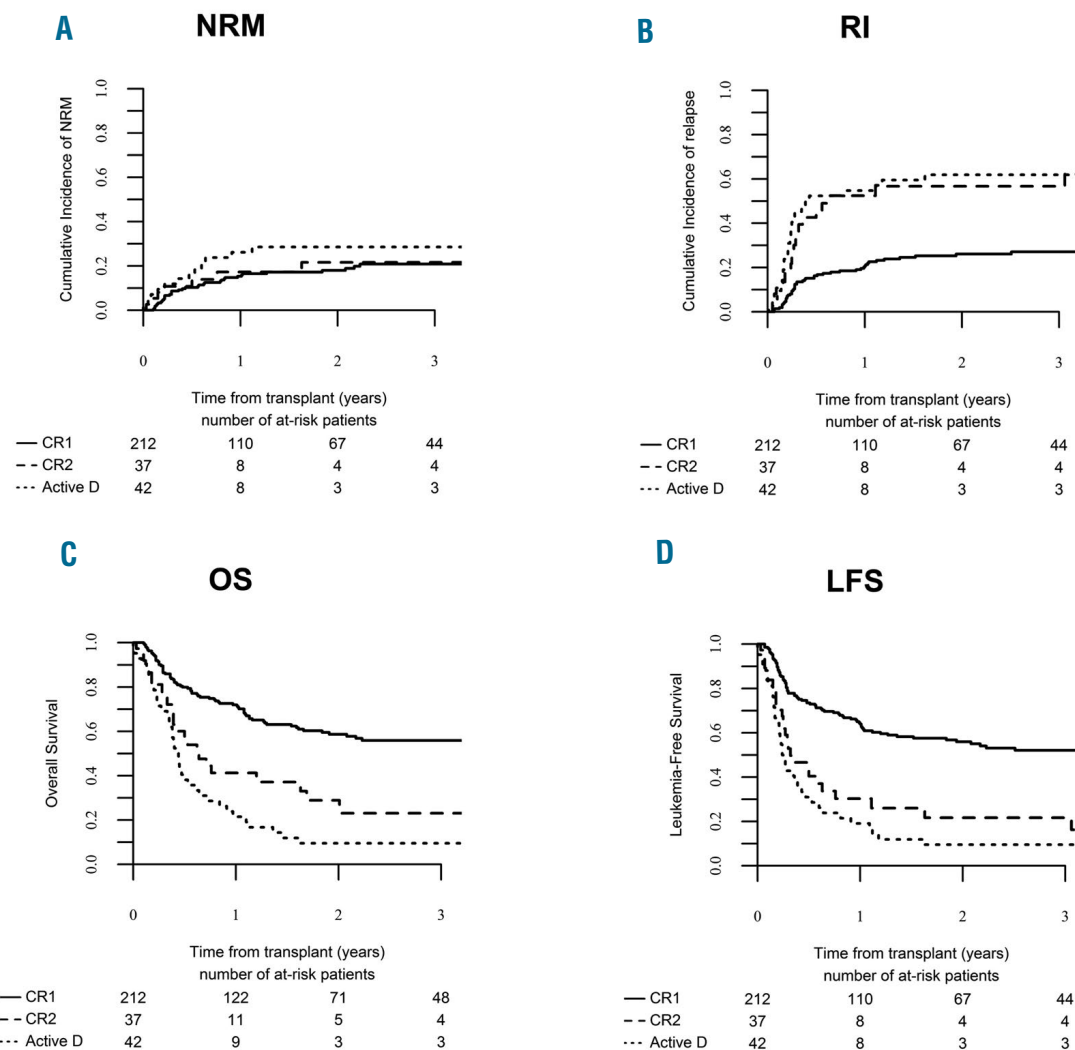 A
NRM
Cumulative Incidence of NRM
1.0
0.8
0.6
0.4
0.2
0.0
0 1 2 3
Time from transplant (years)
number of at-risk patients
CR1 212 110 67 44
CR2 37 8 4 4
Active D 42 8 3 3
B
RI
Cumulative Incidence of relapse
1.0
0.8
0.6
0.4
0.2
0.0
0 1 2 3
Time from transplant (years)
number of at-risk patients
CR1 212 110 67 44
CR2 37 8 4 4
Active D 42 8 3 3
C
OS
Overall Survival
1.0
0.8
0.6
0.4
0.2
0.0
0 1 2 3
Time from transplant (years)
number of at-risk patients
CR1 212 122 71 48
CR2 37 11 5 4
Active D 42 9 3 3
D
LFS
Leukemia-Free Survival
1.0
0.8
0.6
0.4
0.2
0.0
0 1 2 3
Time from transplant (years)
number of at-risk patients
CR1 212 110 67 44
CR2 37 8 4 4
Active D 42 8 3 3